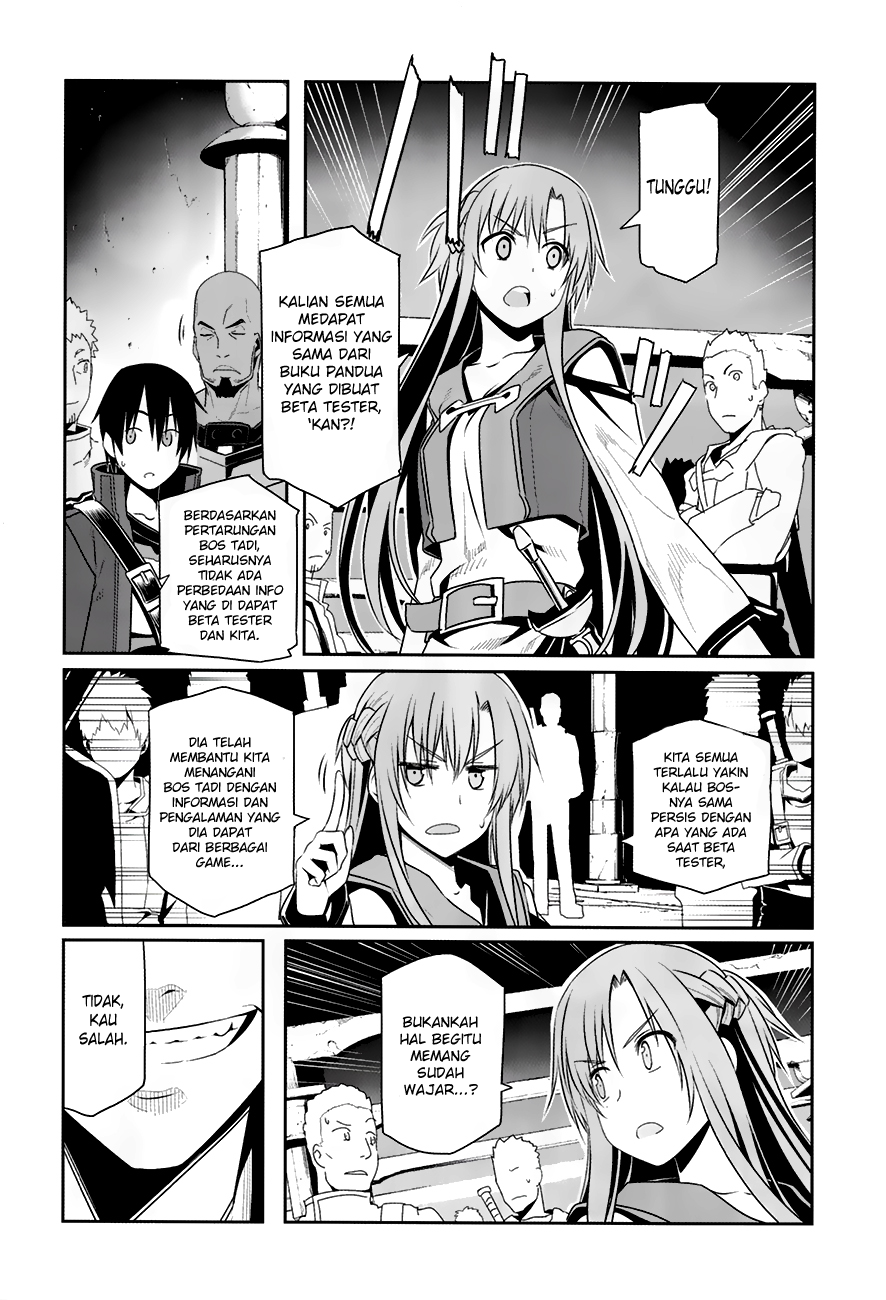 TUNGGU!
KALIAN SEMUA
MEDAPAT
INFORMASI YANG
SAMA DARI
BUKU PANDUA
YANG DIBUAT
BETA TESTER,
'KAN?!
BERDASARKAN
PERTARUNGAN
BOS TADI,
SEHARUSNYA
TIDAK ADA
PERBEDAAN INFO
YANG DI DAPAT
BETA TESTER
DAN KITA.
KITA SEMUA
TERLALU YAKIN
KALAU BOS-
NYA SAMA
PERSIS DENGAN
APA YANG ADA
SAAT BETA
TESTER,
DIA TELAH
MEMBANTU KITA
MENANGANI
BOS TADI DENGAN
INFORMASI DAN
PENGALAMAN YANG
DIA DAPAT
DARI BERBAGAI
GAME...
BUKANKAH
HAL BEGITU
MEMANG
SUDAH
WAJAR...?
TIDAK,
KAU
SALAH.